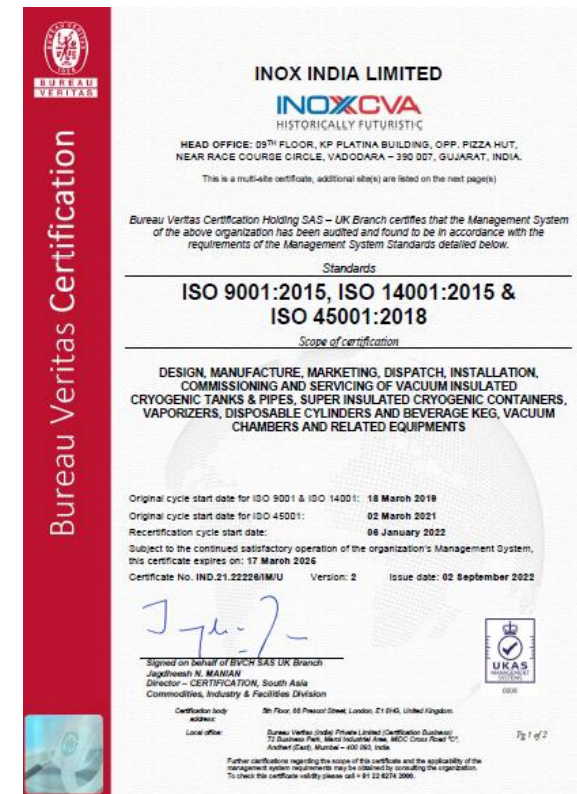 BUREAU
VERITAS
Bureau Veritas Certification
INOX INDIA LIMITED
INOXCVA
HISTORICALLY FUTURISTIC
HEAD OFFICE: 09TH FLOOR, KP PLATINA BUILDING, OPP. PIZZA HUT,
NEAR RACE COURSE CIRCLE, VADODARA – 390 007, GUJARAT, INDIA.
This is a multi-site certificate, additional site(s) are listed on the next page(s)
Bureau Veritas Certification Holding SAS – UK Branch certifies that the Management System
of the above organization has been audited and found to be in accordance with the
requirements of the Management System Standards detailed below.
Standards
ISO 9001:2015, ISO 14001:2015 &
ISO 45001:2018
Scope of certification
DESIGN, MANUFACTURE, MARKETING, DISPATCH, INSTALLATION,
COMMISSIONING AND SERVICING OF VACUUM INSULATED
CRYOGENIC TANKS & PIPES, SUPER INSULATED CRYOGENIC CONTAINERS,
VAPORIZERS, DISPOSABLE CYLINDERS AND BEVERAGE KEG, VACUUM
CHAMBERS AND RELATED EQUIPMENTS
Original cycle start date for ISO 9001 & ISO 14001: 18 March 2019
Original cycle start date for ISO 45001: 02 March 2021
Recertification cycle start date: 06 January 2022
Subject to the continued satisfactory operation of the organization's Management System,
this certificate expires on: 17 March 2025
Certificate No. IND.21.22226/IM/U Version: 2 Issue date: 02 September 2022
Signed on behalf of BVCH SAS UK Branch
Jagdheesh N. MANIAN
Director – CERTIFICATION, South Asia
Commodities, Industry & Facilities Division
UKAS
MANAGEMENT
SYSTEMS
0008
Certification body address: 5th Floor, 66 Prescot Street, London, E1 8HG, United Kingdom.
Local office: Bureau Veritas (India) Private Limited (Certification Business)
72 Business Park, Marol Industrial Area, MIDC Cross Road "C",
Andheri (East), Mumbai – 400 093, India.
Pg 1 of 2
Further clarifications regarding the scope of this certificate and the applicability of the
management system requirements may be obtained by consulting the organization.
To check this certificate validity please call + 91 22 6274 2000.